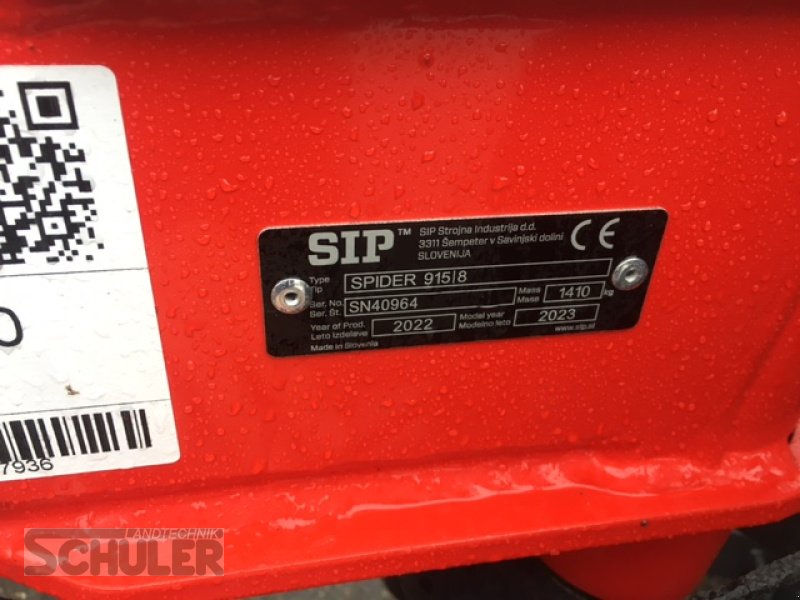 SIP™
SIP Strojna Industrija d.d.
3311 Šempeter v Savinjski dolini
SLOVENIJA
CE
Type
Tip
SPIDER 915|8
Ser. No.
Ser. Št.
SN40964
Mass
Masa
1410
kg
Year of Prod.
Leto Izdelave
2022
Model year
Modelno leto
2023
Made in Slovenia
www.sip.si
0
7936
LANDTECHNIK
SCHULER